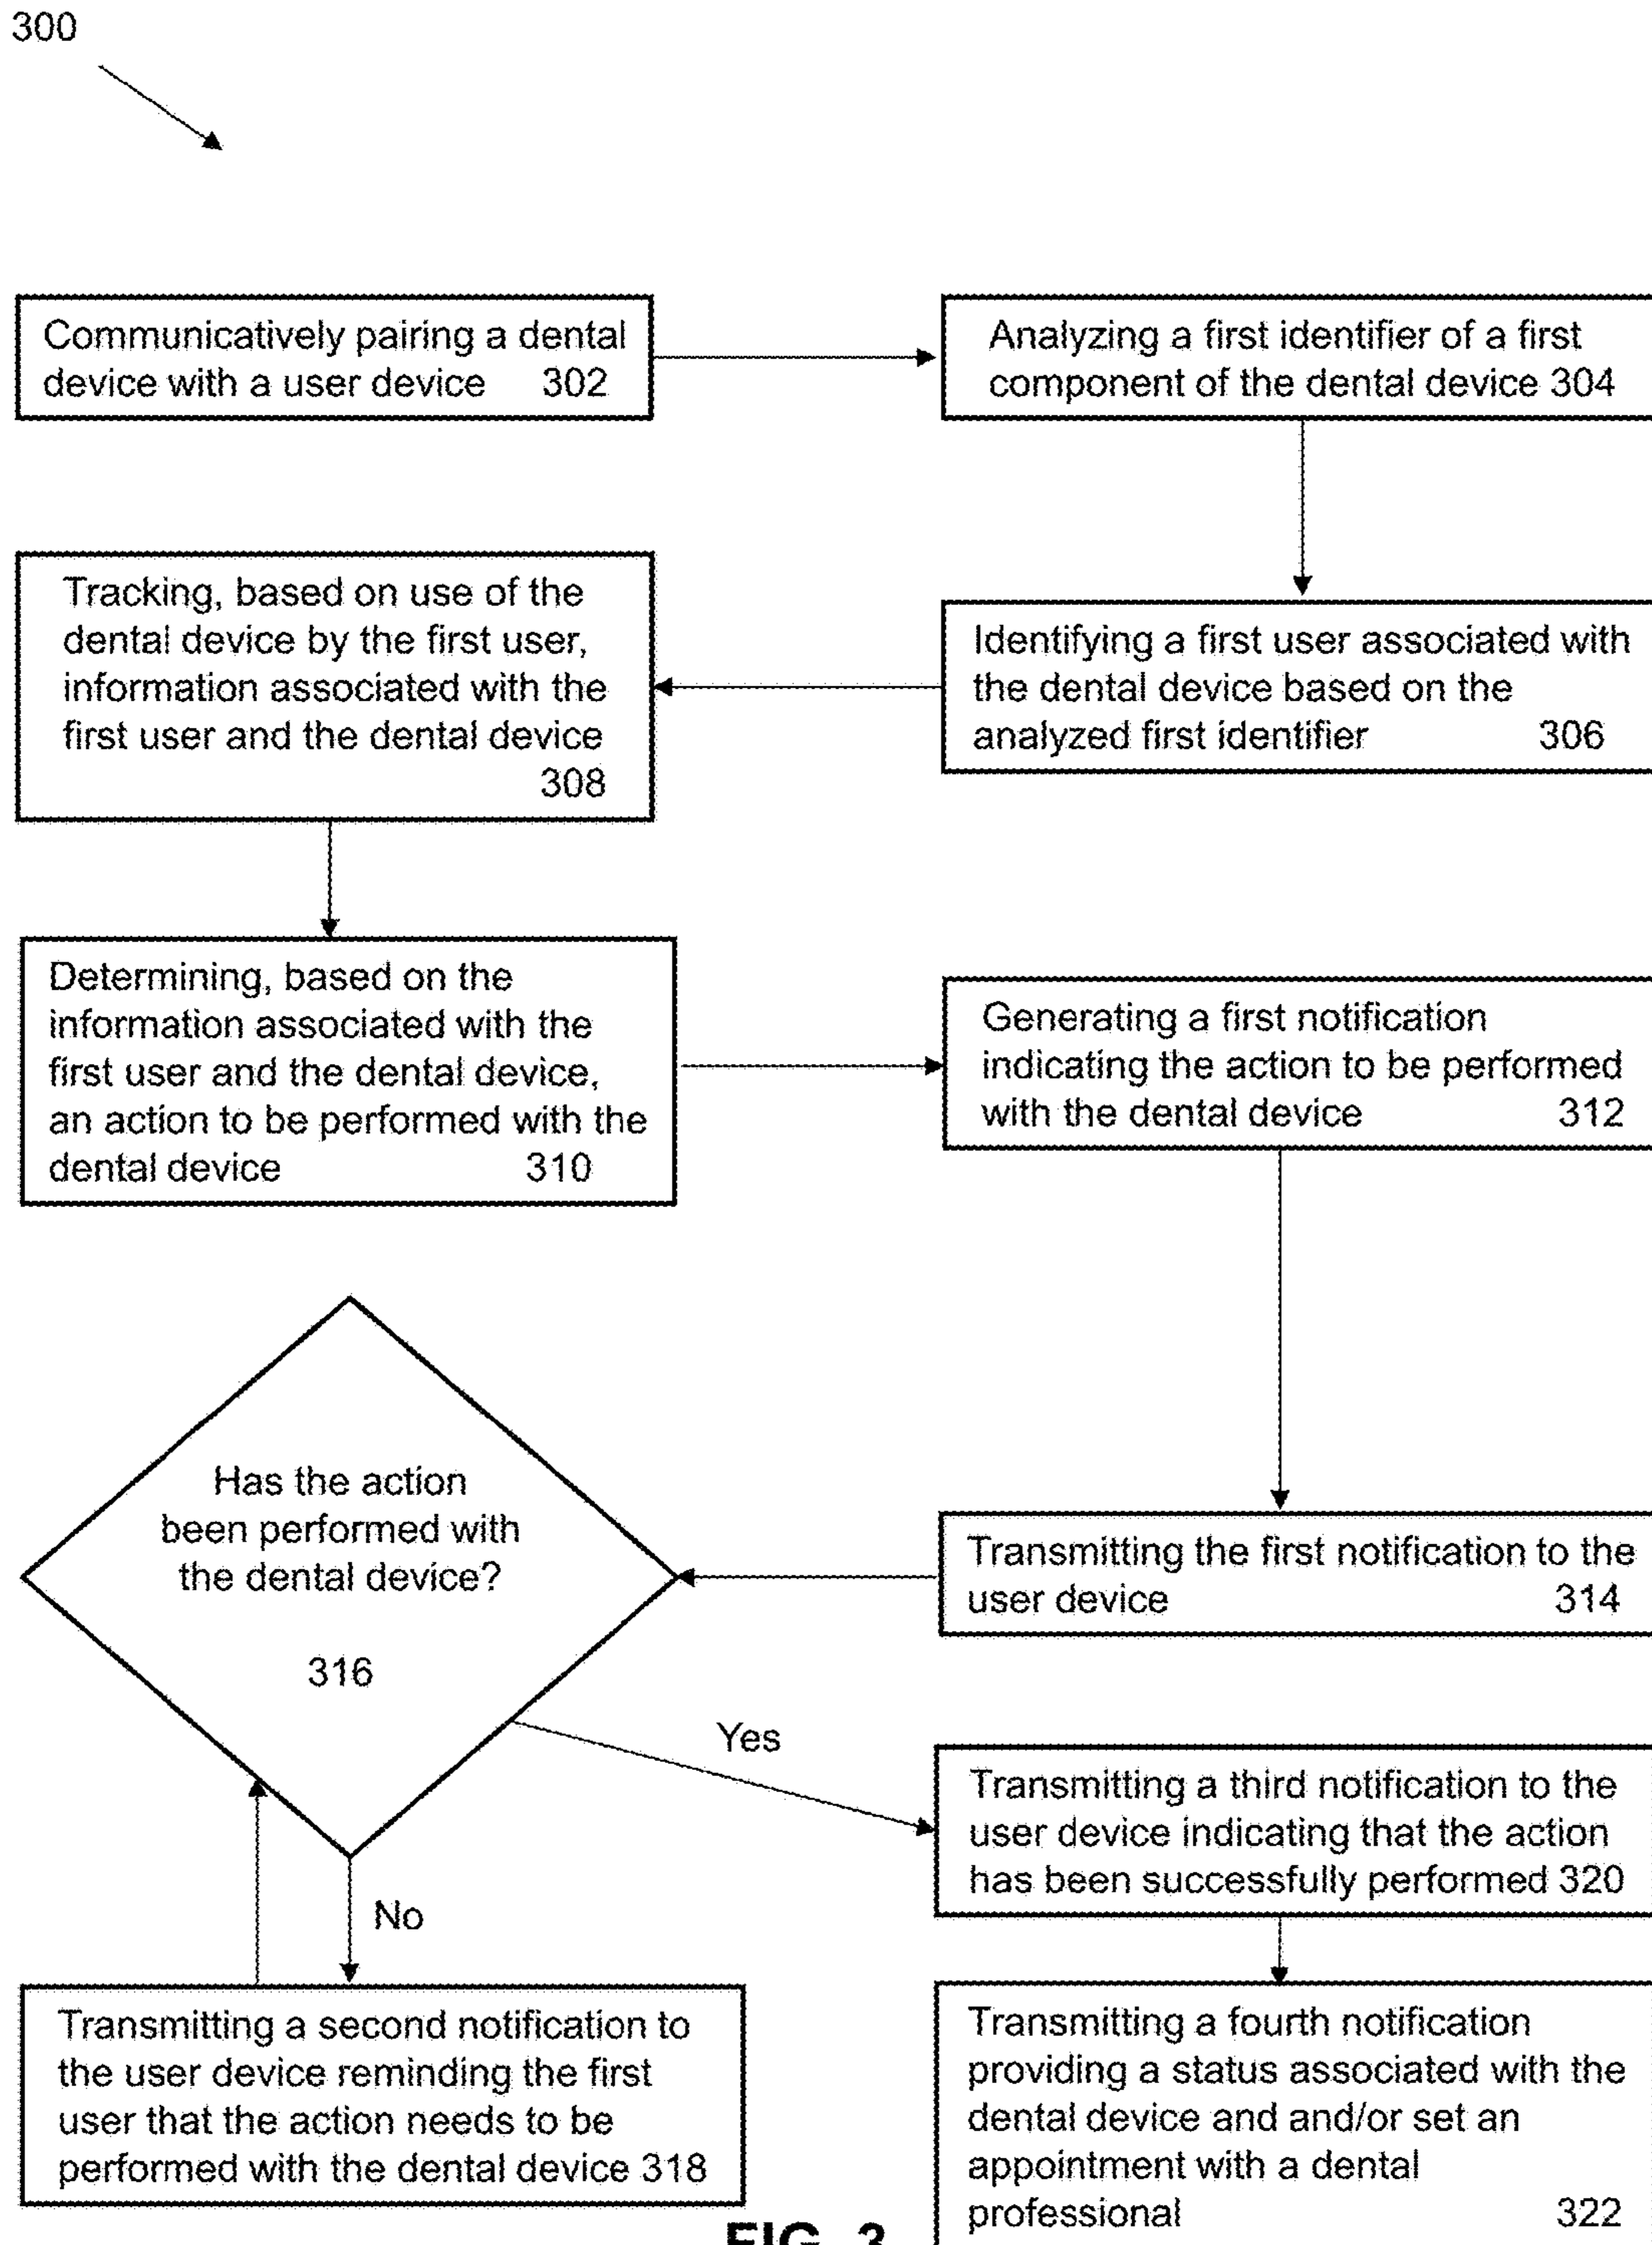 300
Communicatively pairing a dental
device with a user device 302
Analyzing a first identifier of a first
component of the dental device 304
Identifying a first user associated with
the dental device based on the
analyzed first identifier 306
Tracking, based on use of the
dental device by the first user,
information associated with the
first user and the dental device
308
Determining, based on the
information associated with the
first user and the dental device,
an action to be performed with the
dental device 310
Generating a first notification
indicating the action to be performed
with the dental device 312
Transmitting the first notification to the
user device 314
Has the action
been performed with
the dental device?
316
Yes
No
Transmitting a second notification to
the user device reminding the first
user that the action needs to be
performed with the dental device 318
Transmitting a third notification to the
user device indicating that the action
has been successfully performed 320
Transmitting a fourth notification
providing a status associated with the
dental device and and/or set an
appointment with a dental
professional 322
FIG. 3